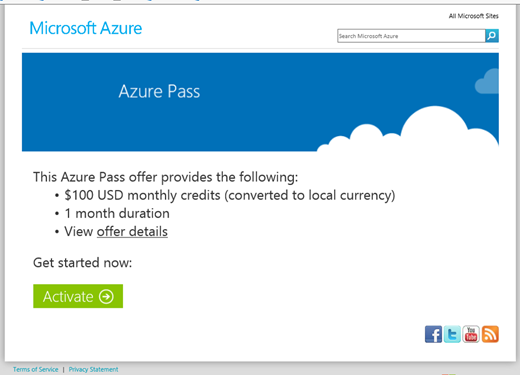 All Microsoft Sites
Microsoft Azure
Search Microsoft Azure
Azure Pass
This Azure Pass offer provides the following:
• $100 USD monthly credits (converted to local currency)
• 1 month duration
• View offer details
Get started now:
Activate
f t You Tube
Terms of Service | Privacy Statement